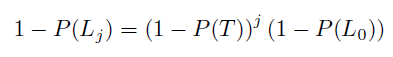 1 − P(L_j) = (1 − P(T))^j (1 − P(L_0))